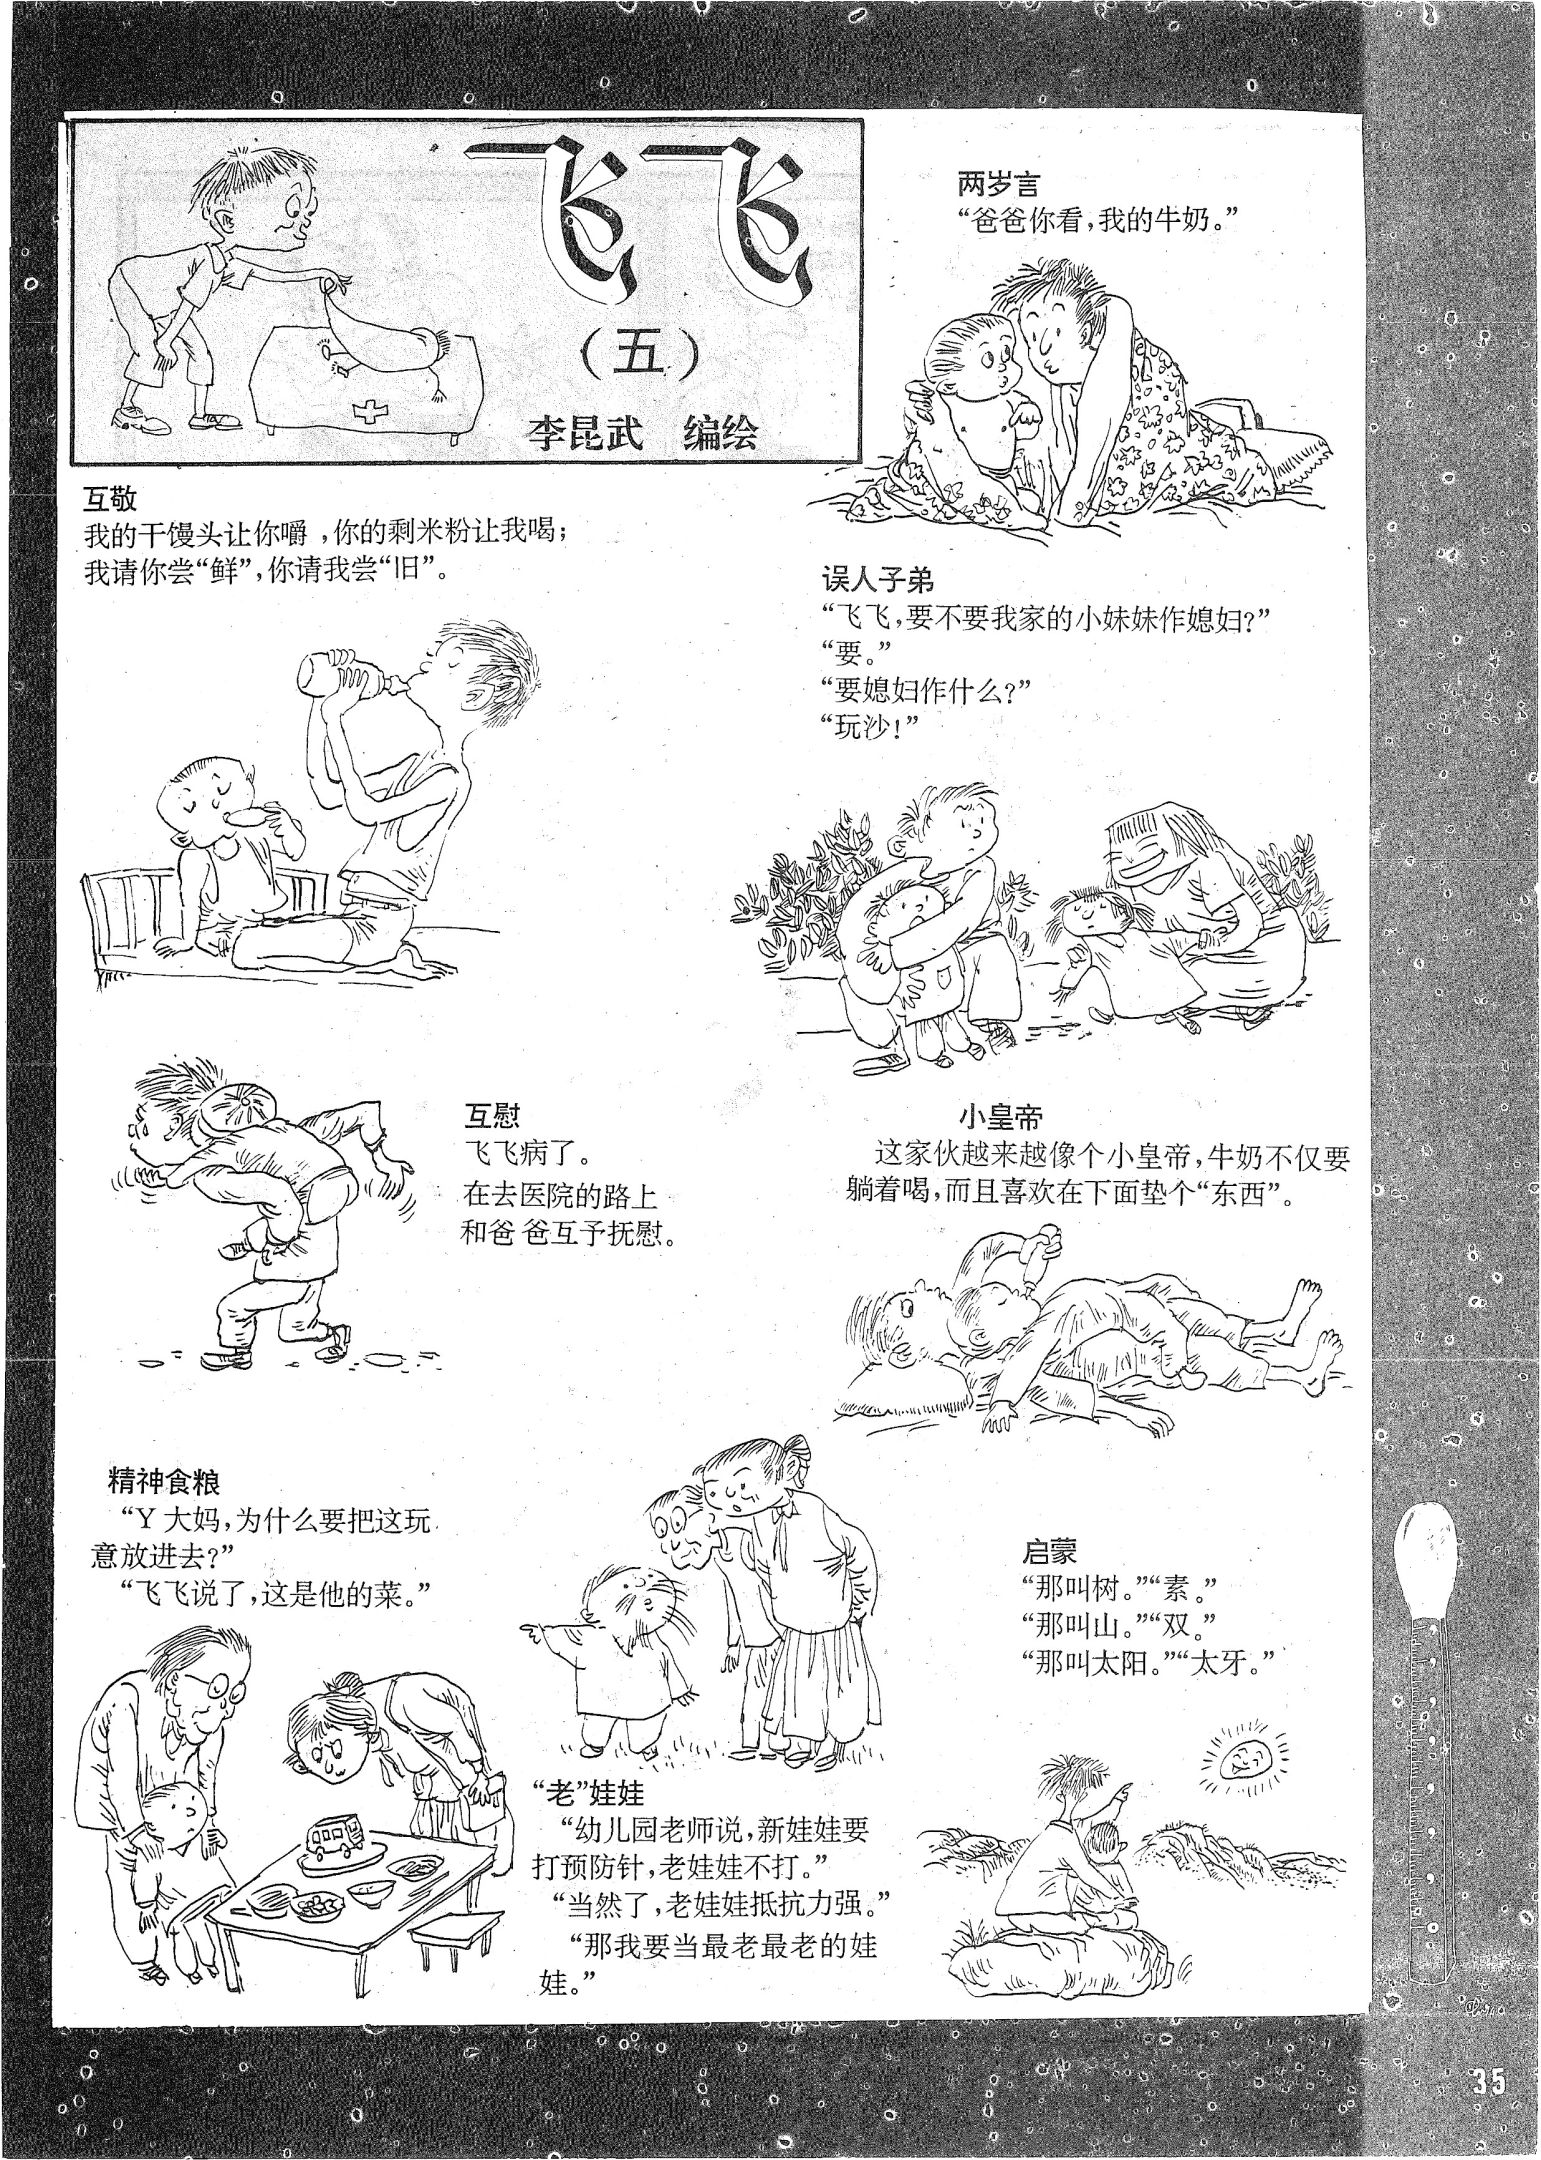 飞飞
（五）
李昆武 编绘
两岁言
“爸爸你看，我的牛奶。”
互敬
我的干馒头让你嚼，你的剩米粉让我喝；
我请你尝“鲜”，你请我尝“旧”。
误人子弟
“飞飞，要不要我家的小妹妹作媳妇？”
“要。”
“要媳妇作什么？”
“玩沙！”
互慰
飞飞病了。
在去医院的路上
和爸爸互予抚慰。
小皇帝
这家伙越来越像个小皇帝，牛奶不仅要
躺着喝，而且喜欢在下面垫个“东西”。
精神食粮
“Y大妈，为什么要把这玩
意放进去？”
“飞飞说了，这是他的菜。”
“老”娃娃
“幼儿园老师说，新娃娃要
打预防针，老娃娃不打。”
“当然了，老娃娃抵抗力强。”
“那我要当最老最老的娃
娃。”
启蒙
“那叫树。”“素。”
“那叫山。”“双。”
“那叫太阳。”“太牙。”
35